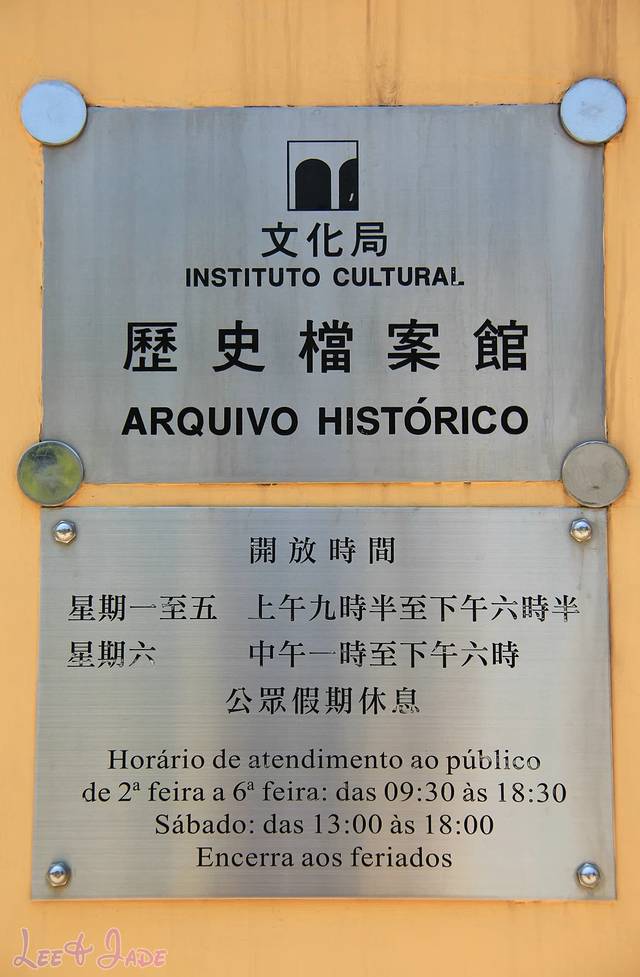 文化局
INSTITUTO CULTURAL
歷史檔案館
ARQUIVO HISTÓRICO
開放時間
星期一至五 上午九時半至下午六時半
星期六 中午一時至下午六時
公眾假期休息
Horário de atendimento ao público
de 2ª feira a 6ª feira: das 09:30 às 18:30
Sábado: das 13:00 às 18:00
Encerra aos feriados
Lee & Jade